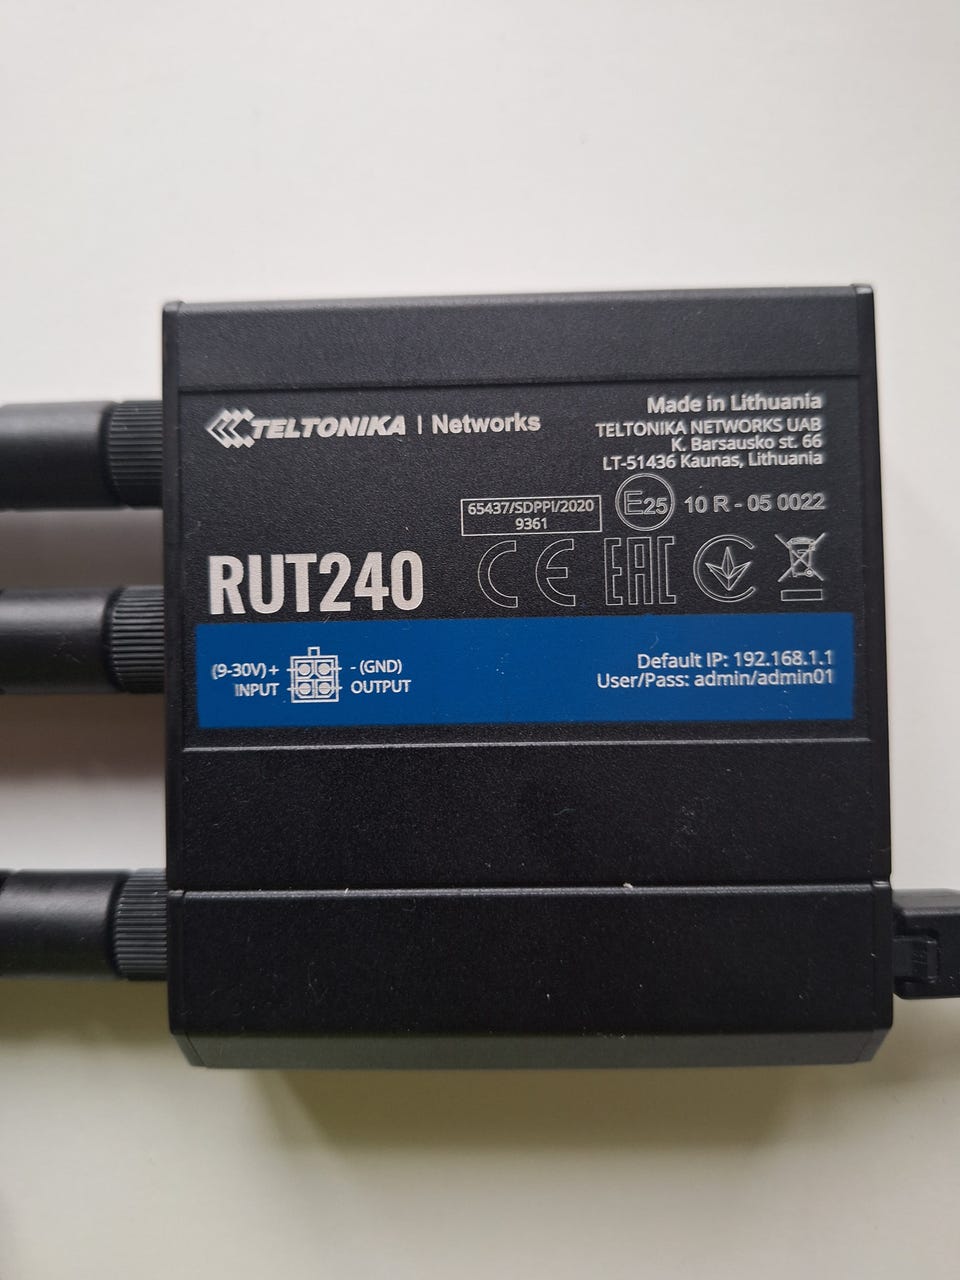 TELTONIKA | Networks
Made in Lithuania
TELTONIKA NETWORKS UAB
K. Barsausko st. 66
LT-51436 Kaunas, Lithuania
65437/SDPPI/2020
9361
E25
10 R - 05 0022
RUT240
CE
EAC
(9-30V) +
INPUT
- (GND)
OUTPUT
Default IP: 192.168.1.1
User/Pass: admin/admin01